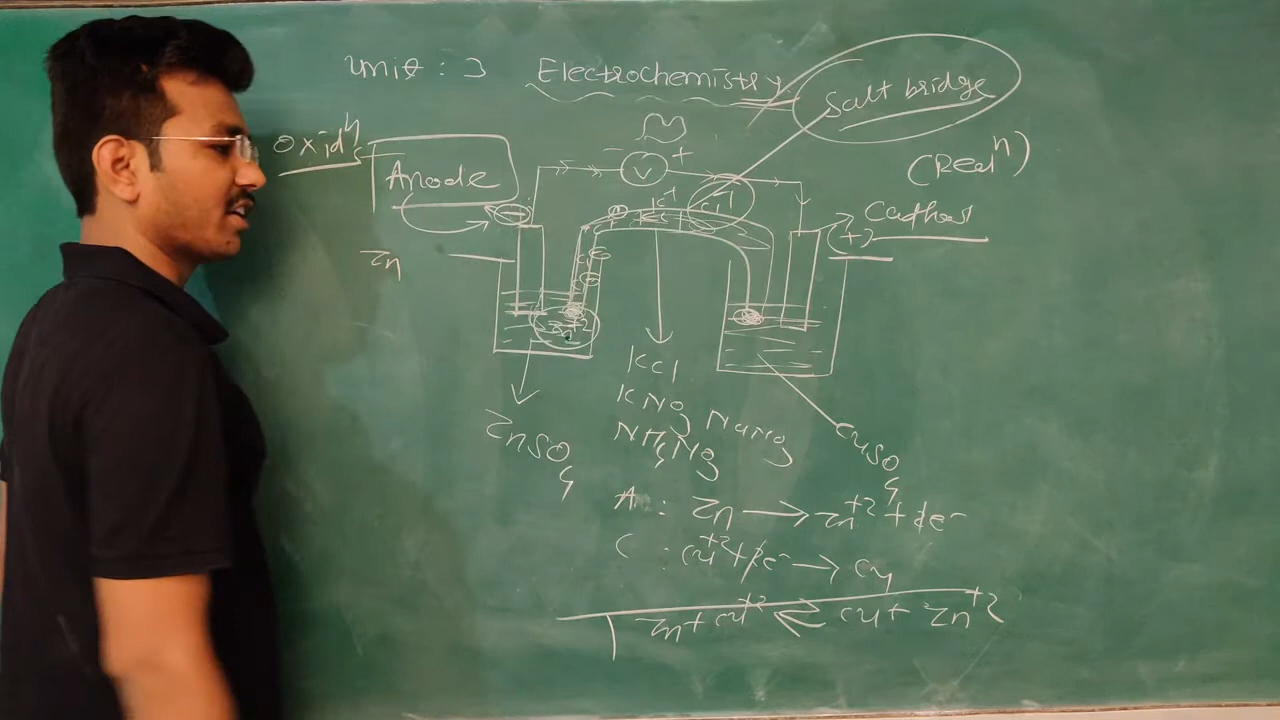 Unit : 3 Electrochemistry
Salt bridge
Oxidⁿ
(Redⁿ)
- V +
Anode
Cathod
(+)
Zn
KCl
KNO3 NaNO3
NH4NO3
ZnSO4
CuSO4
A : Zn → Zn+2 + 2e-
C : Cu+2 + 2e- → Cu
Zn + Cu+2 ⇌ Cu + Zn+2